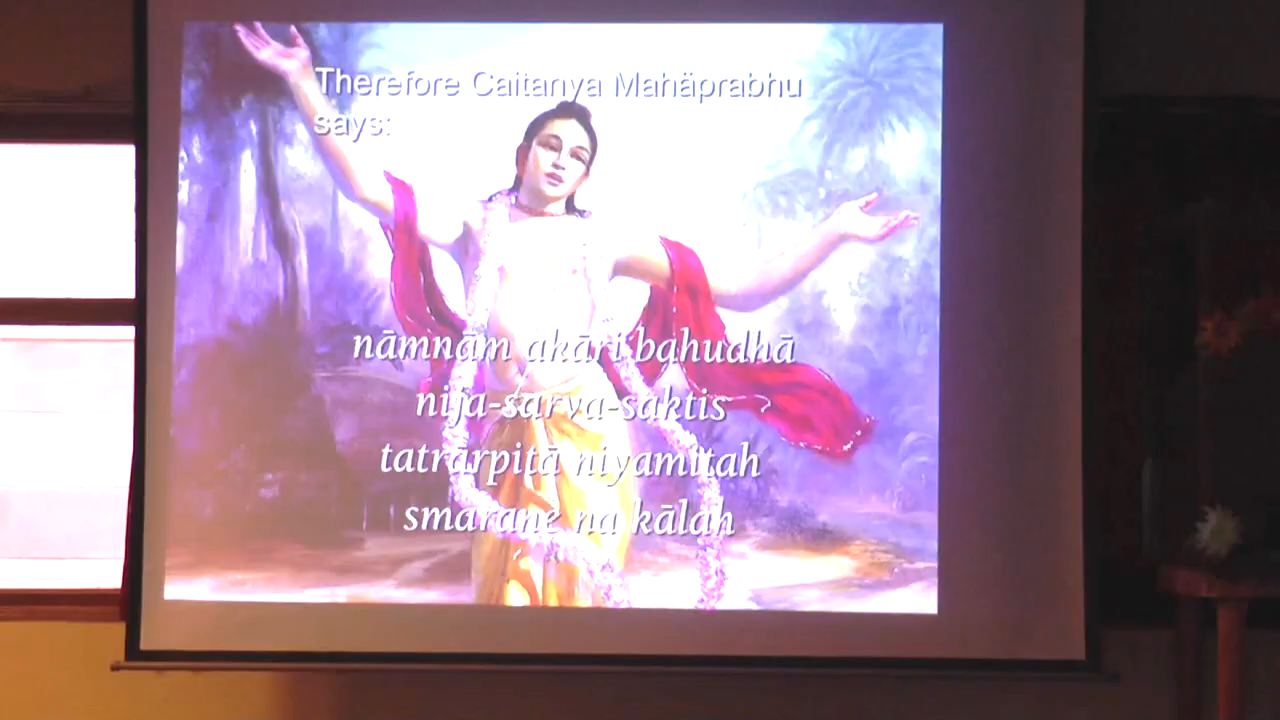 Therefore Caitanya Mahäprabhu
says:
nāmnām akāri bahudhā
nija-sarva-saktis
tatrārpitā niyamitah
smarane na kālah